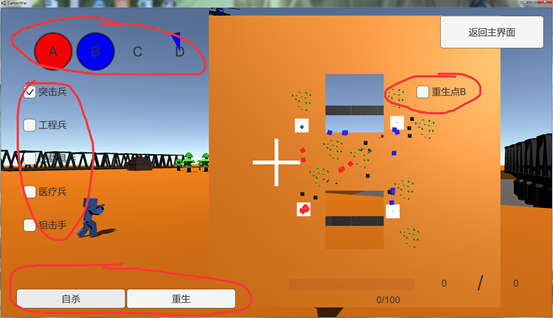 CartonWar
A B C D
返回主界面
突击兵
重生点B
工程兵
医疗兵
狙击手
自杀 重生
0 / 0
0/100